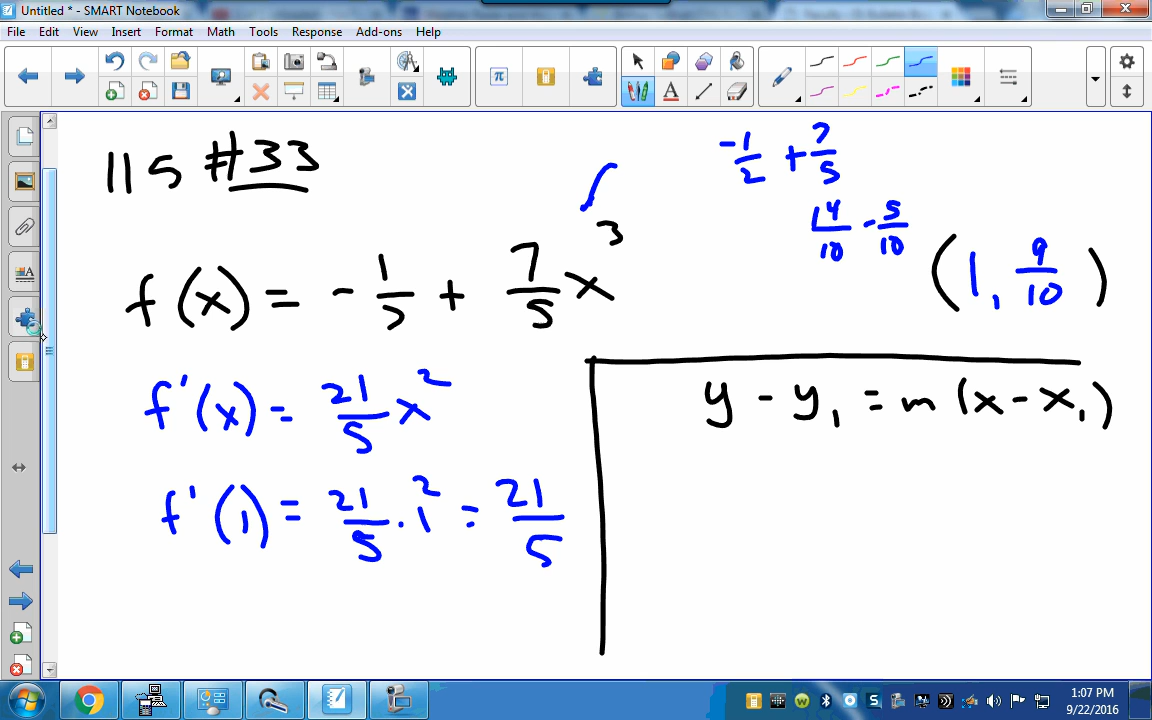 Untitled * - SMART Notebook
File Edit View Insert Format Math Tools Response Add-ons Help
115 #33
-1/2 + 7/5
14/10 - 5/10
(1, 9/10)
f(x) = - 1/5 + 7/5 x^3
y - y₁ = m(x - x₁)
f'(x) = 21/5 x^2
f'(1) = 21/5 · 1^2 = 21/5
1:07 PM
9/22/2016